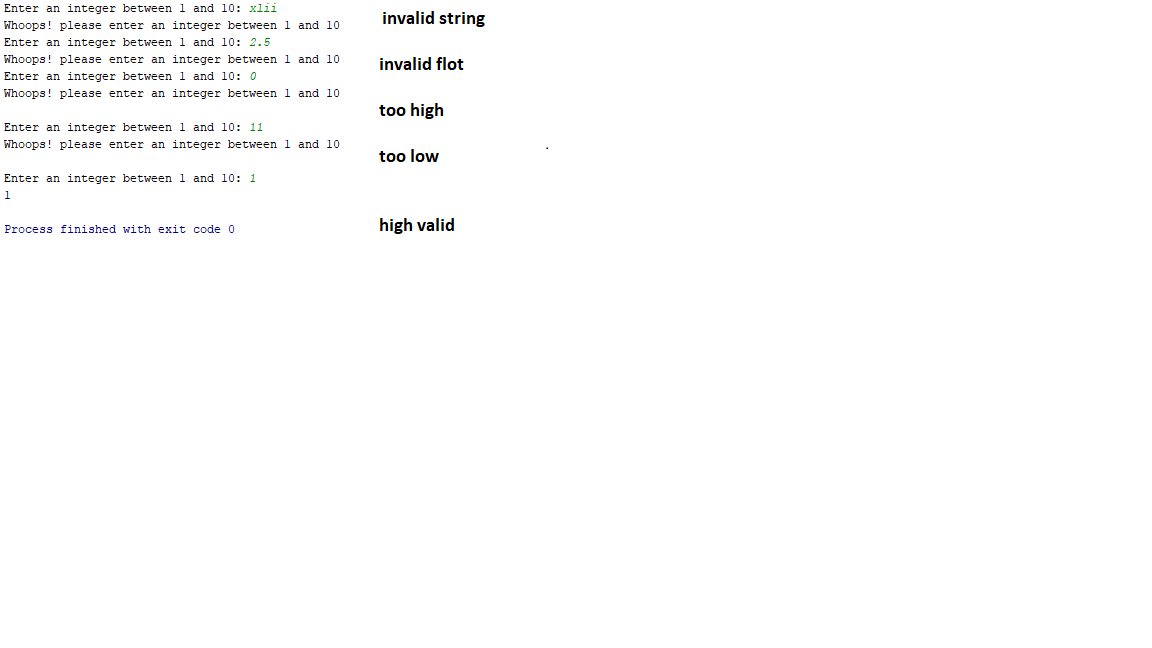 Enter an integer between 1 and 10: xlii
invalid string
Whoops! please enter an integer between 1 and 10
Enter an integer between 1 and 10: 2.5
Whoops! please enter an integer between 1 and 10
invalid flot
Enter an integer between 1 and 10: 0
Whoops! please enter an integer between 1 and 10
too high
Enter an integer between 1 and 10: 11
Whoops! please enter an integer between 1 and 10
too low
Enter an integer between 1 and 10: 1
1
high valid
Process finished with exit code 0